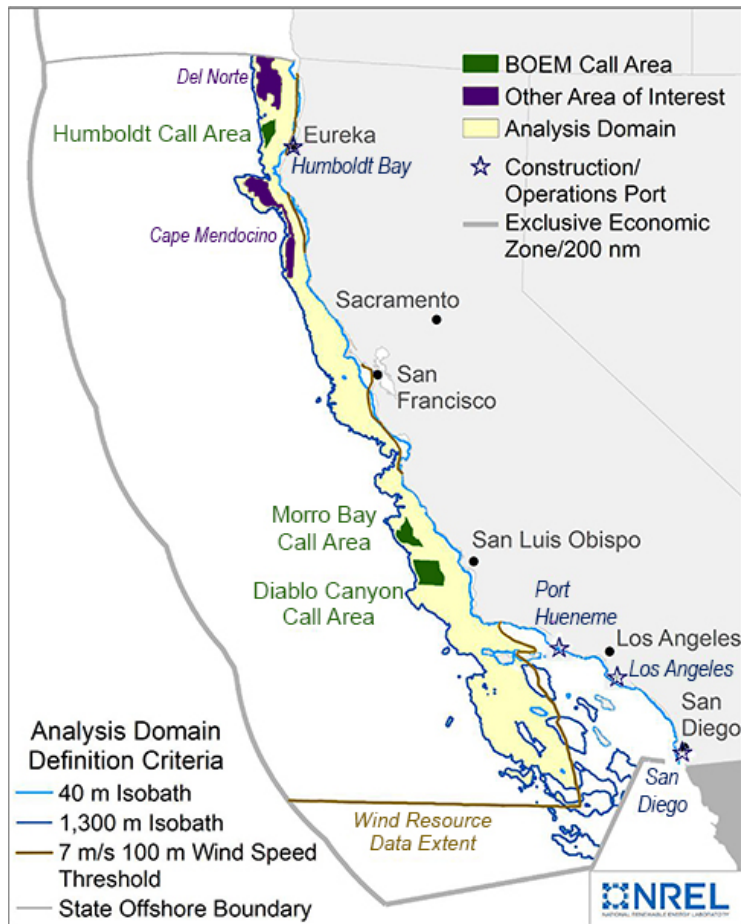 Del Norte
BOEM Call Area
Other Area of Interest
Analysis Domain
Humboldt Call Area
Eureka
Humboldt Bay
Construction/
Operations Port
Exclusive Economic
Zone/200 nm
Cape Mendocino
Sacramento
San
Francisco
Morro Bay
Call Area
San Luis Obispo
Diablo Canyon
Call Area
Port
Hueneme
Los Angeles
Los Angeles
San
Diego
San
Diego
Analysis Domain
Definition Criteria
40 m Isobath
1,300 m Isobath
7 m/s 100 m Wind Speed
Threshold
State Offshore Boundary
Wind Resource
Data Extent
NREL
NATIONAL RENEWABLE ENERGY LABORATORY